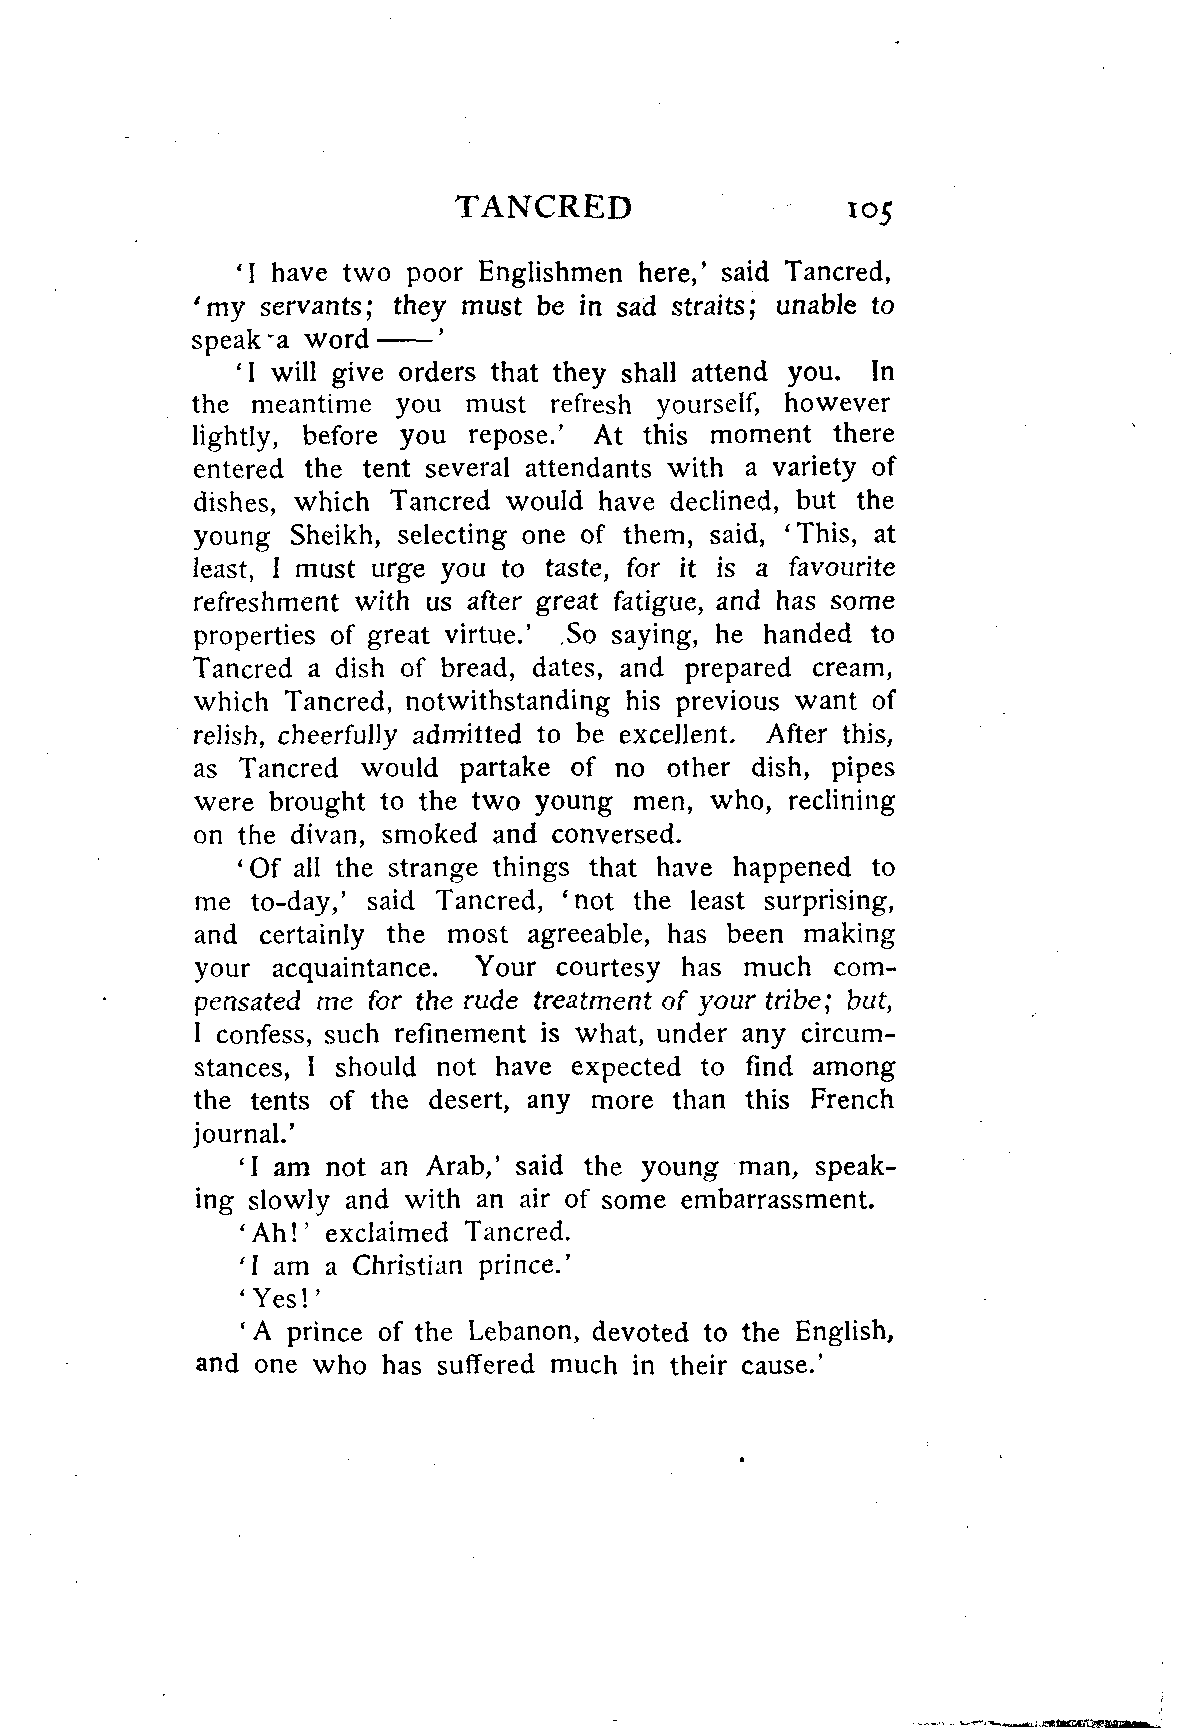 TANCRED 105
‘I have two poor Englishmen here,’ said Tancred,
‘my servants; they must be in sad straits; unable to
speak a word ——’
‘I will give orders that they shall attend you. In
the meantime you must refresh yourself, however
lightly, before you repose.’ At this moment there
entered the tent several attendants with a variety of
dishes, which Tancred would have declined, but the
young Sheikh, selecting one of them, said, ‘This, at
least, I must urge you to taste, for it is a favourite
refreshment with us after great fatigue, and has some
properties of great virtue.’ So saying, he handed to
Tancred a dish of bread, dates, and prepared cream,
which Tancred, notwithstanding his previous want of
relish, cheerfully admitted to be excellent. After this,
as Tancred would partake of no other dish, pipes
were brought to the two young men, who, reclining
on the divan, smoked and conversed.
‘Of all the strange things that have happened to
me to-day,’ said Tancred, ‘not the least surprising,
and certainly the most agreeable, has been making
your acquaintance. Your courtesy has much com-
pensated me for the rude treatment of your tribe; but,
I confess, such refinement is what, under any circum-
stances, I should not have expected to find among
the tents of the desert, any more than this French
journal.’
‘I am not an Arab,’ said the young man, speak-
ing slowly and with an air of some embarrassment.
‘Ah!’ exclaimed Tancred.
‘I am a Christian prince.’
‘Yes!’
‘A prince of the Lebanon, devoted to the English,
and one who has suffered much in their cause.’